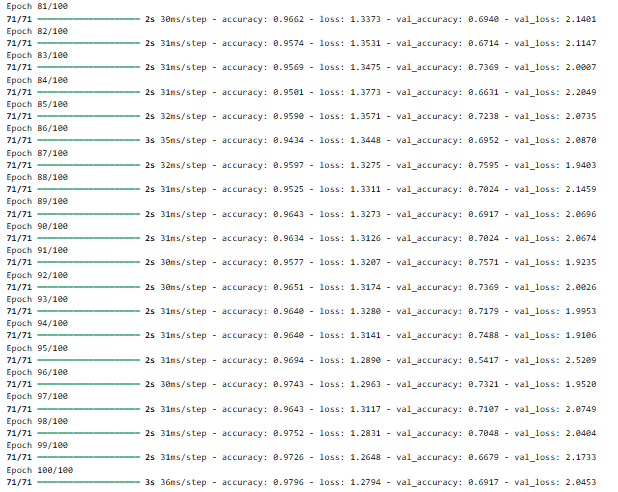 Epoch 81/100
71/71 ━━━━━━━━━━━━━━━━━━━━ 2s 30ms/step - accuracy: 0.9662 - loss: 1.3373 - val_accuracy: 0.6940 - val_loss: 2.1401
Epoch 82/100
71/71 ━━━━━━━━━━━━━━━━━━━━ 2s 31ms/step - accuracy: 0.9574 - loss: 1.3531 - val_accuracy: 0.6714 - val_loss: 2.1147
Epoch 83/100
71/71 ━━━━━━━━━━━━━━━━━━━━ 2s 31ms/step - accuracy: 0.9569 - loss: 1.3475 - val_accuracy: 0.7369 - val_loss: 2.0007
Epoch 84/100
71/71 ━━━━━━━━━━━━━━━━━━━━ 2s 31ms/step - accuracy: 0.9501 - loss: 1.3773 - val_accuracy: 0.6631 - val_loss: 2.2049
Epoch 85/100
71/71 ━━━━━━━━━━━━━━━━━━━━ 2s 32ms/step - accuracy: 0.9590 - loss: 1.3571 - val_accuracy: 0.7238 - val_loss: 2.0735
Epoch 86/100
71/71 ━━━━━━━━━━━━━━━━━━━━ 3s 35ms/step - accuracy: 0.9434 - loss: 1.3448 - val_accuracy: 0.6952 - val_loss: 2.0870
Epoch 87/100
71/71 ━━━━━━━━━━━━━━━━━━━━ 2s 32ms/step - accuracy: 0.9597 - loss: 1.3275 - val_accuracy: 0.7595 - val_loss: 1.9403
Epoch 88/100
71/71 ━━━━━━━━━━━━━━━━━━━━ 2s 31ms/step - accuracy: 0.9525 - loss: 1.3311 - val_accuracy: 0.7024 - val_loss: 2.1459
Epoch 89/100
71/71 ━━━━━━━━━━━━━━━━━━━━ 2s 31ms/step - accuracy: 0.9643 - loss: 1.3273 - val_accuracy: 0.6917 - val_loss: 2.0696
Epoch 90/100
71/71 ━━━━━━━━━━━━━━━━━━━━ 2s 31ms/step - accuracy: 0.9634 - loss: 1.3126 - val_accuracy: 0.7024 - val_loss: 2.0674
Epoch 91/100
71/71 ━━━━━━━━━━━━━━━━━━━━ 2s 30ms/step - accuracy: 0.9577 - loss: 1.3207 - val_accuracy: 0.7571 - val_loss: 1.9235
Epoch 92/100
71/71 ━━━━━━━━━━━━━━━━━━━━ 2s 30ms/step - accuracy: 0.9651 - loss: 1.3174 - val_accuracy: 0.7369 - val_loss: 2.0026
Epoch 93/100
71/71 ━━━━━━━━━━━━━━━━━━━━ 2s 31ms/step - accuracy: 0.9640 - loss: 1.3280 - val_accuracy: 0.7179 - val_loss: 1.9953
Epoch 94/100
71/71 ━━━━━━━━━━━━━━━━━━━━ 2s 31ms/step - accuracy: 0.9640 - loss: 1.3141 - val_accuracy: 0.7488 - val_loss: 1.9106
Epoch 95/100
71/71 ━━━━━━━━━━━━━━━━━━━━ 2s 31ms/step - accuracy: 0.9694 - loss: 1.2890 - val_accuracy: 0.5417 - val_loss: 2.5209
Epoch 96/100
71/71 ━━━━━━━━━━━━━━━━━━━━ 2s 30ms/step - accuracy: 0.9743 - loss: 1.2963 - val_accuracy: 0.7321 - val_loss: 1.9520
Epoch 97/100
71/71 ━━━━━━━━━━━━━━━━━━━━ 2s 31ms/step - accuracy: 0.9643 - loss: 1.3117 - val_accuracy: 0.7107 - val_loss: 2.0749
Epoch 98/100
71/71 ━━━━━━━━━━━━━━━━━━━━ 2s 31ms/step - accuracy: 0.9752 - loss: 1.2831 - val_accuracy: 0.7048 - val_loss: 2.0404
Epoch 99/100
71/71 ━━━━━━━━━━━━━━━━━━━━ 2s 31ms/step - accuracy: 0.9726 - loss: 1.2648 - val_accuracy: 0.6679 - val_loss: 2.1733
Epoch 100/100
71/71 ━━━━━━━━━━━━━━━━━━━━ 3s 36ms/step - accuracy: 0.9796 - loss: 1.2794 - val_accuracy: 0.6917 - val_loss: 2.0453